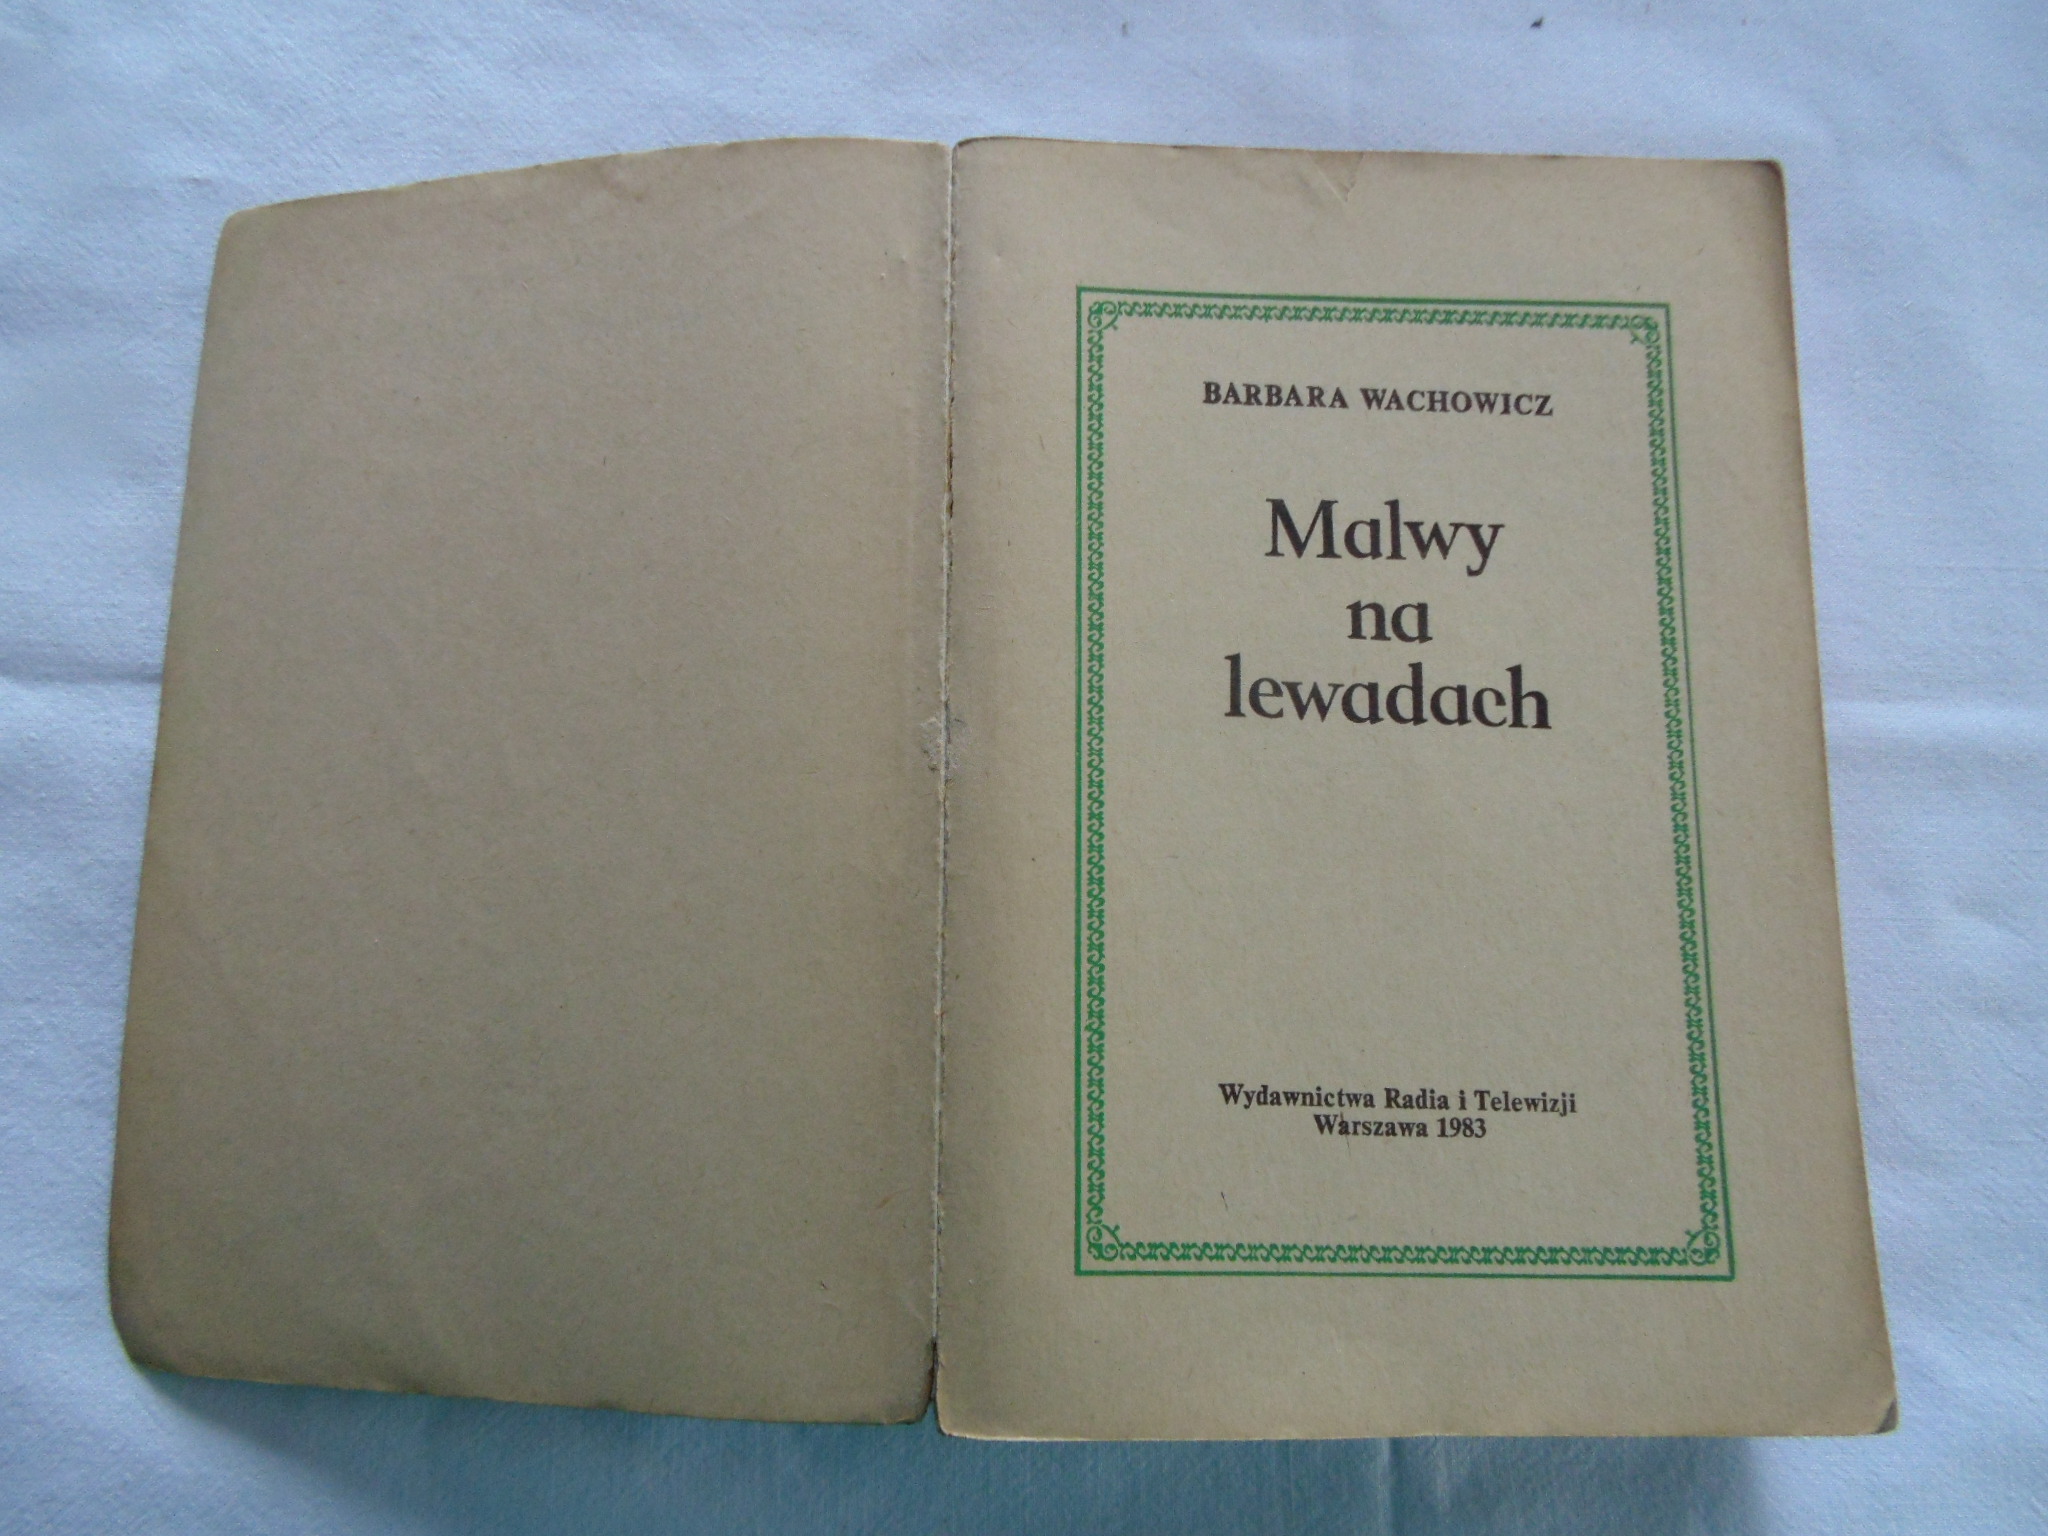 BARBARA WACHOWICZ
Malwy
na
lewadach
Wydawnictwa Radia i Telewizji
Warszawa 1983